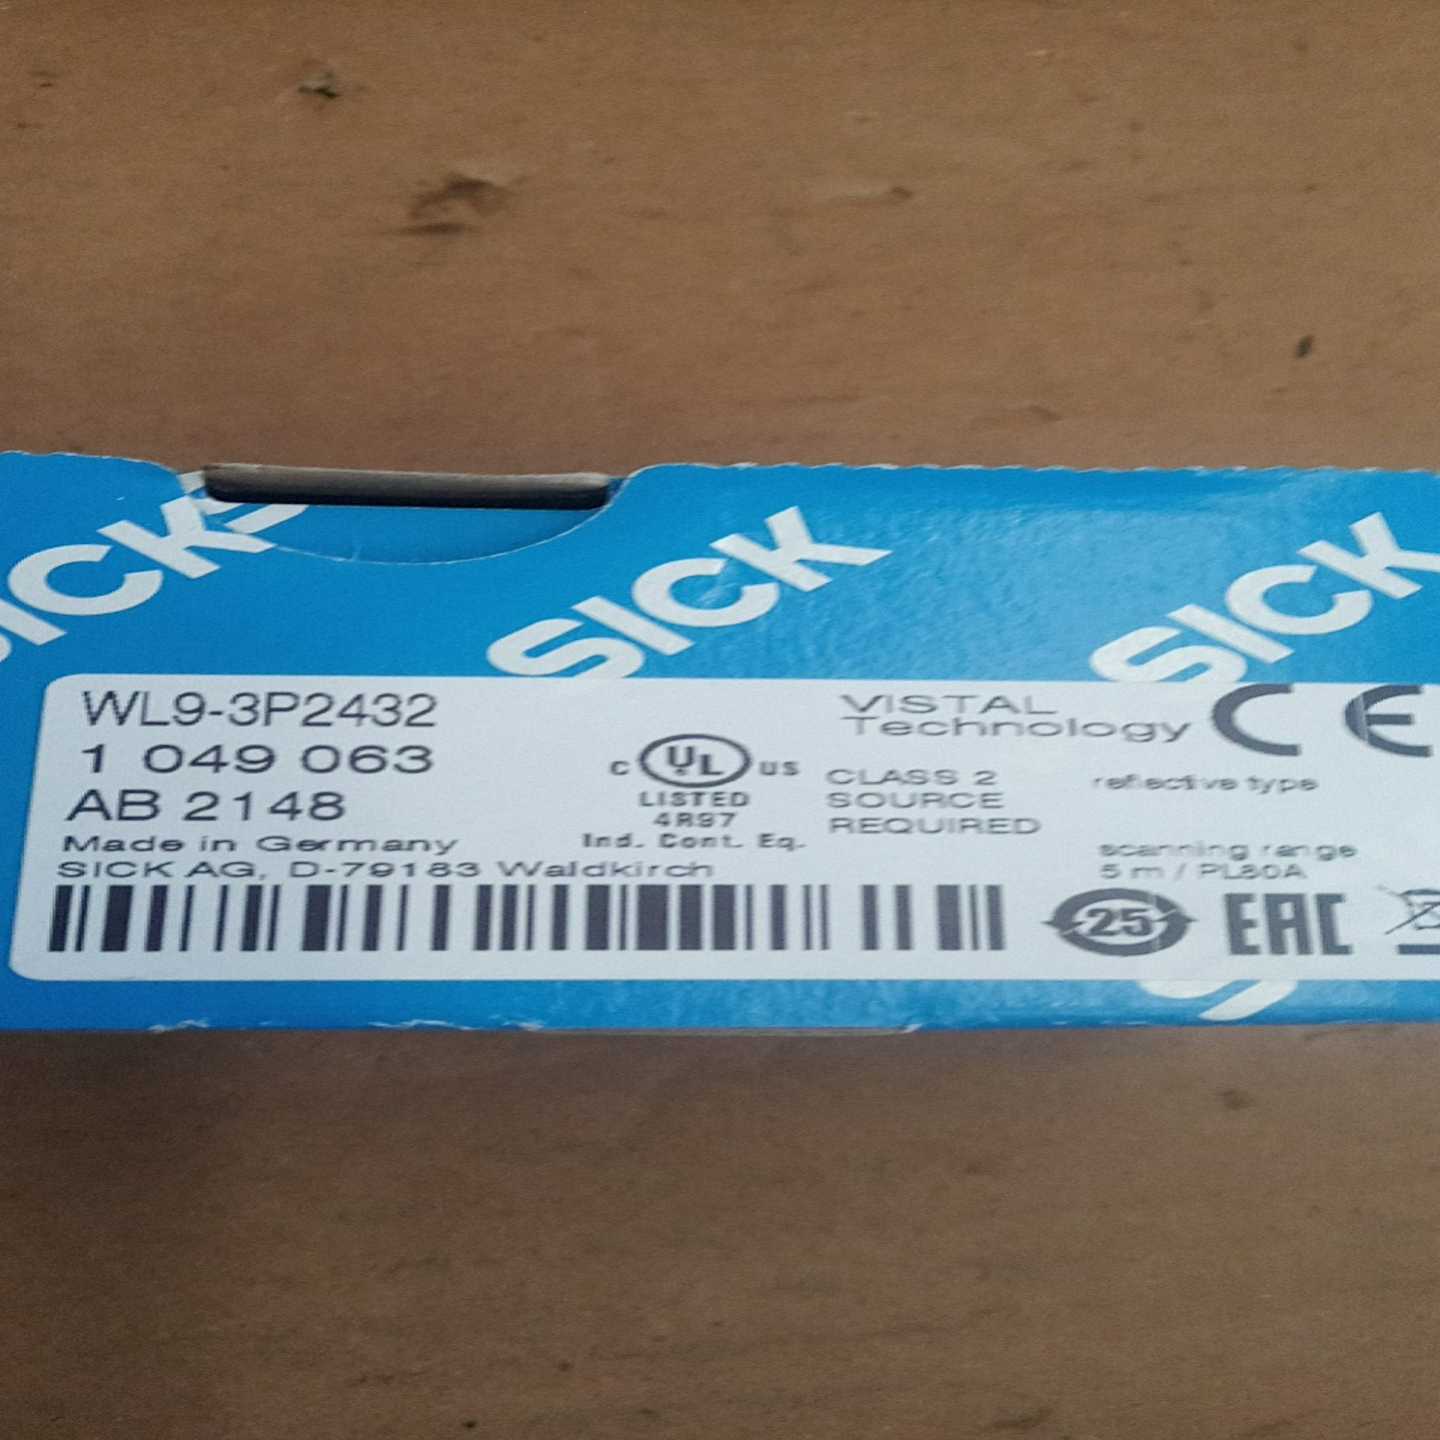 SICK
SICK
SICK
WL9-3P2432
1 049 063
AB 2148
Made in Germany
SICK AG, D-79183 Waldkirch
C UL US
LISTED
4R97
Ind. Cont. Eq.
VISTAL
Technology
CLASS 2
SOURCE
REQUIRED
CE
reflective type
scanning range
5 m / PL80A
25
EAC
S